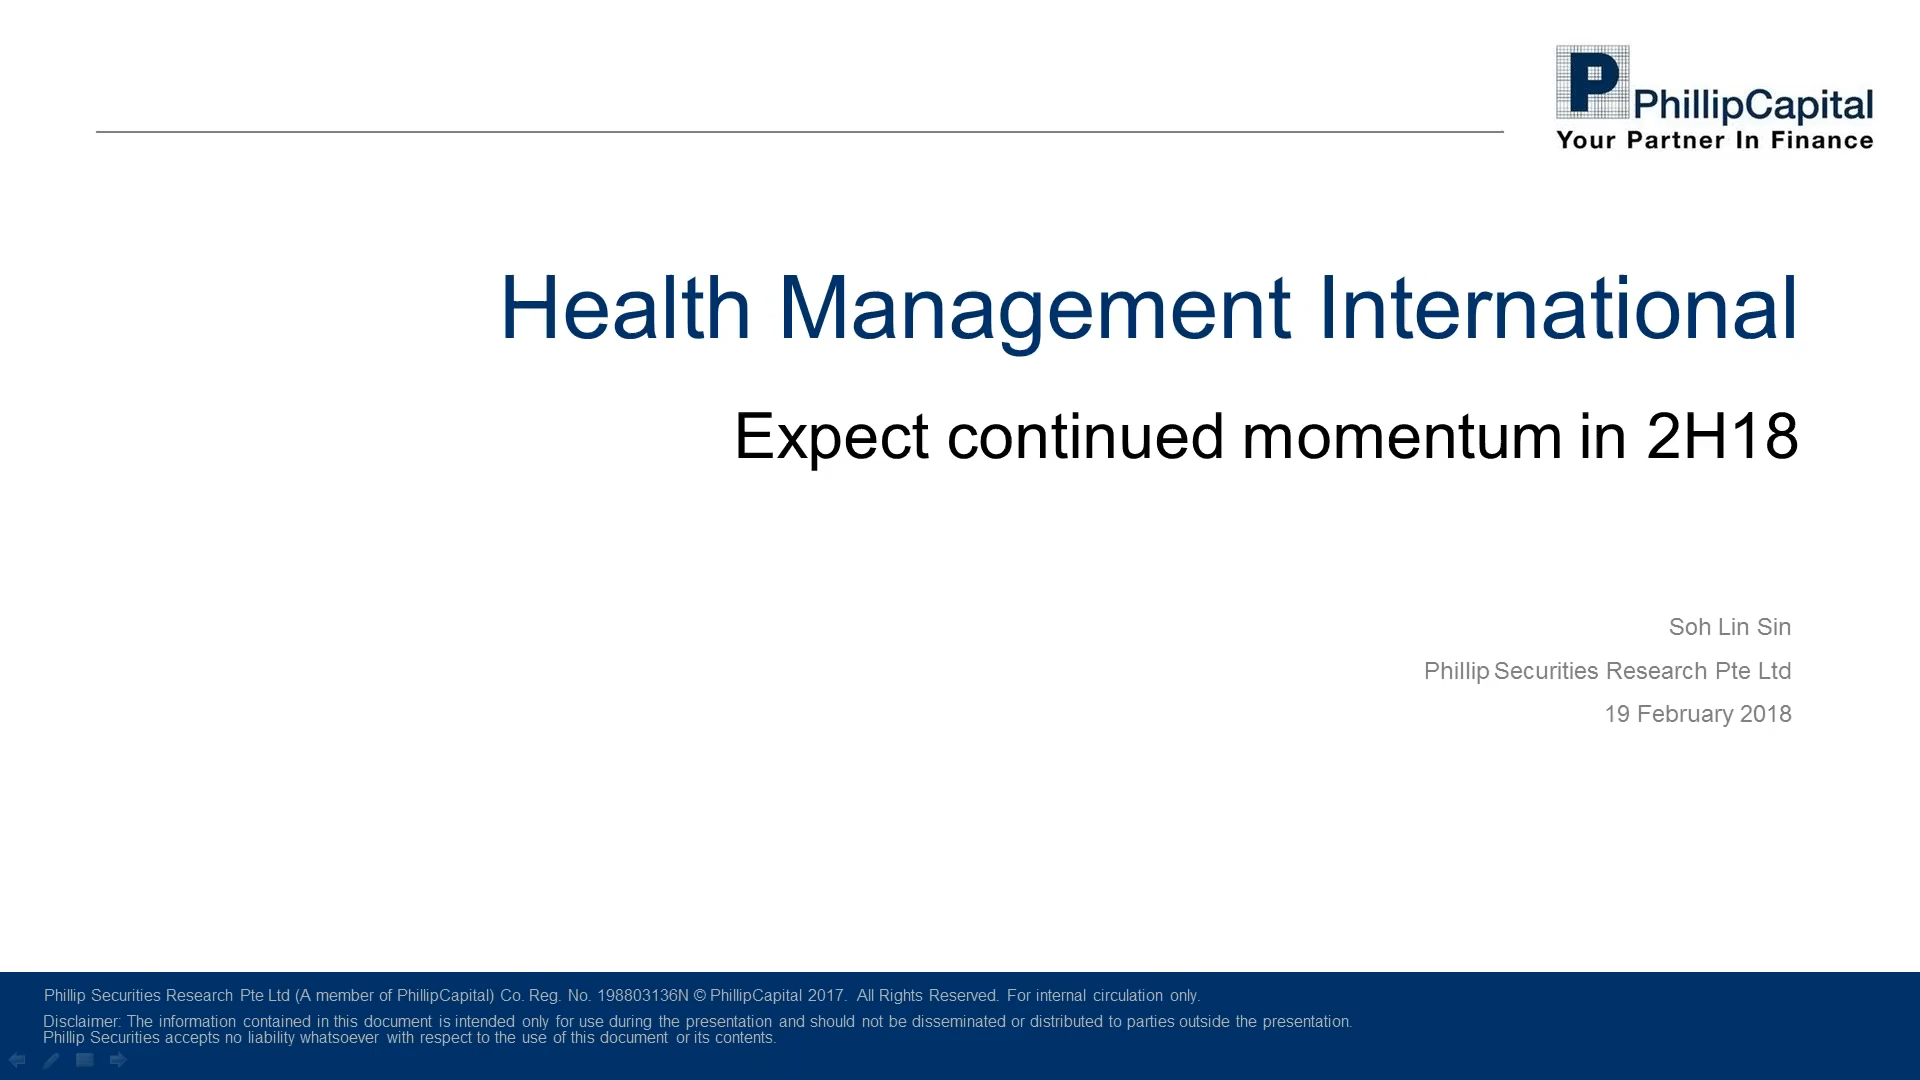 P PhillipCapital
Your Partner In Finance
Health Management International
Expect continued momentum in 2H18
Soh Lin Sin
Phillip Securities Research Pte Ltd
19 February 2018
Phillip Securities Research Pte Ltd (A member of PhillipCapital) Co. Reg. No. 198803136N © PhillipCapital 2017. All Rights Reserved. For internal circulation only.
Disclaimer: The information contained in this document is intended only for use during the presentation and should not be disseminated or distributed to parties outside the presentation.
Phillip Securities accepts no liability whatsoever with respect to the use of this document or its contents.